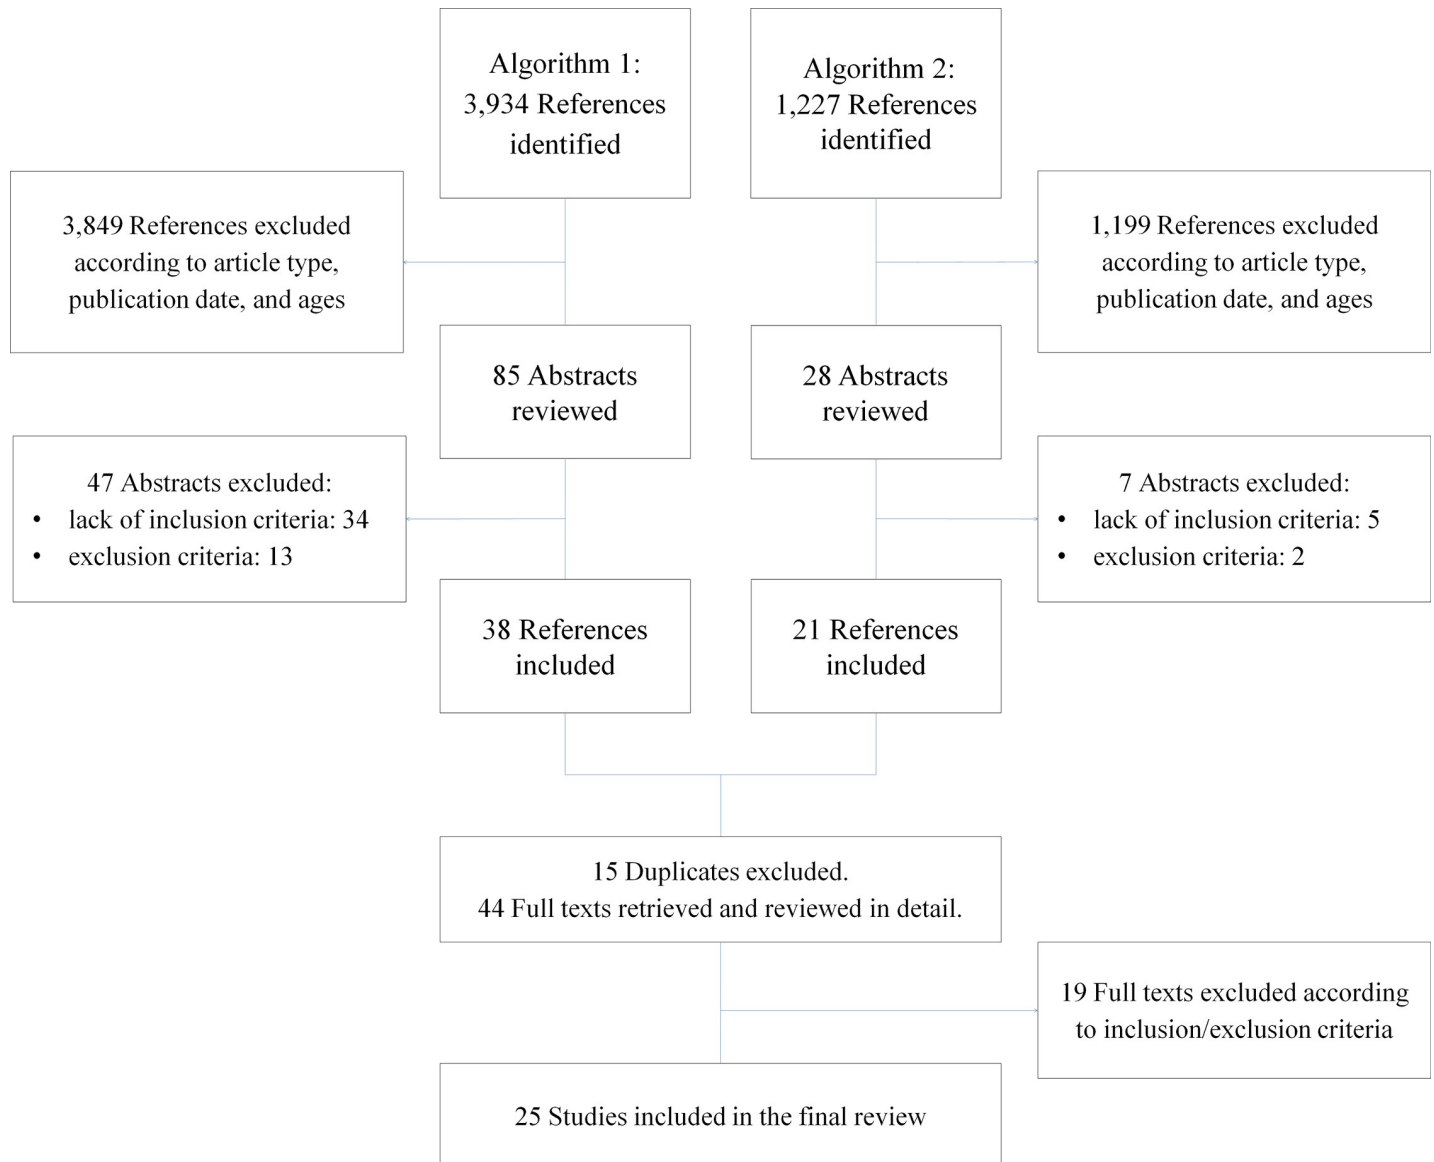 Algorithm 1:
3,934 References
identified
Algorithm 2:
1,227 References
identified
3,849 References excluded
according to article type,
publication date, and ages
1,199 References excluded
according to article type,
publication date, and ages
85 Abstracts
reviewed
28 Abstracts
reviewed
47 Abstracts excluded:
• lack of inclusion criteria: 34
• exclusion criteria: 13
7 Abstracts excluded:
• lack of inclusion criteria: 5
• exclusion criteria: 2
38 References
included
21 References
included
15 Duplicates excluded.
44 Full texts retrieved and reviewed in detail.
19 Full texts excluded according
to inclusion/exclusion criteria
25 Studies included in the final review